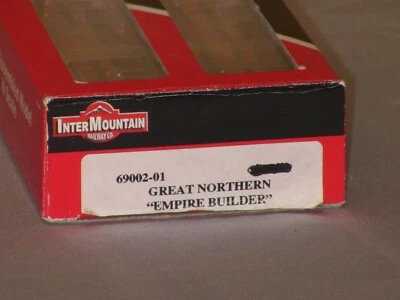 INTERMOUNTAIN
RAILWAY CO.
69002-01
GREAT NORTHERN
"EMPIRE BUILDER"